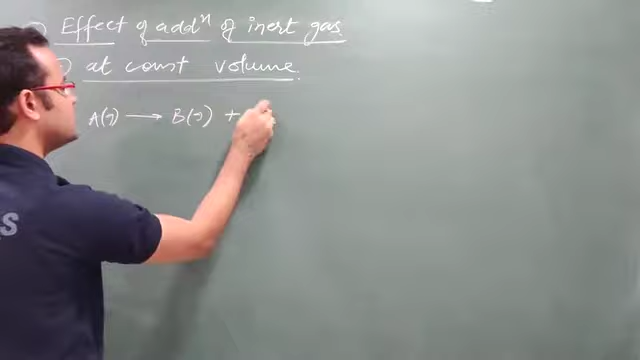 Effect of addⁿ of inert gas
at const volume.
A(g) ⟶ B(g) +
S